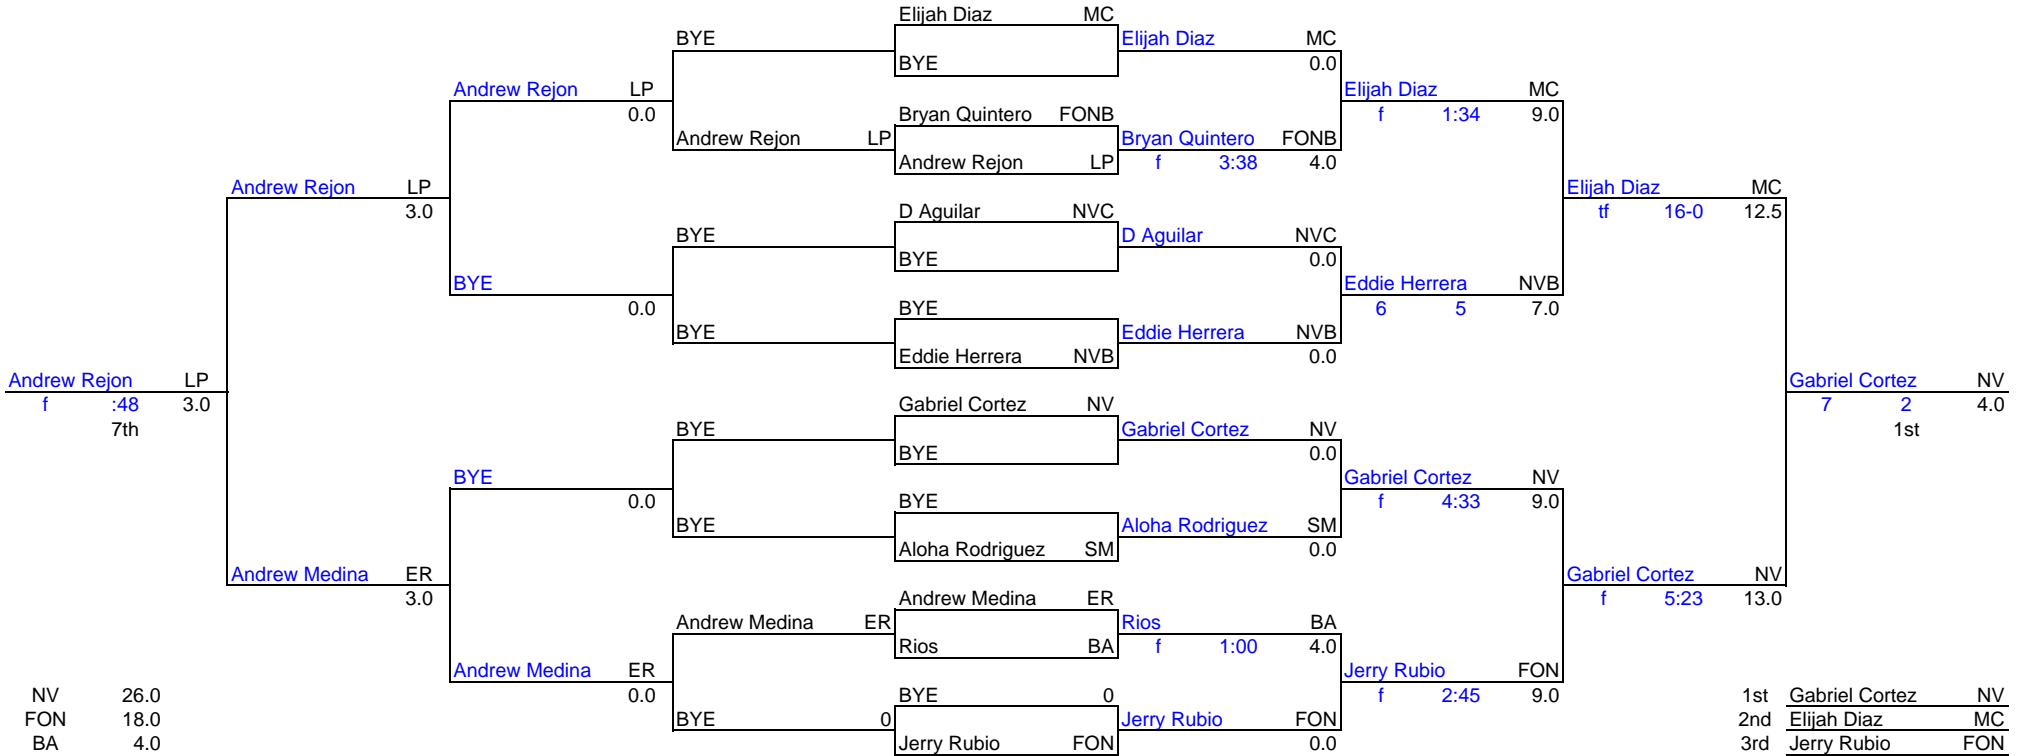 Elijah Diaz MC
BYE Elijah Diaz MC
BYE 0.0
Andrew Rejon LP Elijah Diaz MC
0.0 Bryan Quintero FONB f 1:34 9.0
Andrew Rejon LP Bryan Quintero FONB
Andrew Rejon LP f 3:38 4.0
Andrew Rejon LP Elijah Diaz MC
3.0 D Aguilar NVC tf 16-0 12.5
BYE D Aguilar NVC
BYE 0.0
BYE Eddie Herrera NVB
0.0 BYE 6 5 7.0
BYE Eddie Herrera NVB
Eddie Herrera NVB 0.0
Andrew Rejon LP Gabriel Cortez NV
f :48 3.0 Gabriel Cortez NV 7 2 4.0
7th BYE Gabriel Cortez NV 1st
BYE 0.0
BYE Gabriel Cortez NV
0.0 BYE f 4:33 9.0
BYE Aloha Rodriguez SM
Aloha Rodriguez SM 0.0
Andrew Medina ER Gabriel Cortez NV
3.0 Andrew Medina ER f 5:23 13.0
Andrew Medina ER Rios BA
Rios BA f 1:00 4.0
Andrew Medina ER Jerry Rubio FON
NV 26.0 0.0 BYE 0 f 2:45 9.0 1st Gabriel Cortez NV
FON 18.0 BYE 0 Jerry Rubio FON 2nd Elijah Diaz MC
BA 4.0 Jerry Rubio FON 0.0 3rd Jerry Rubio FON